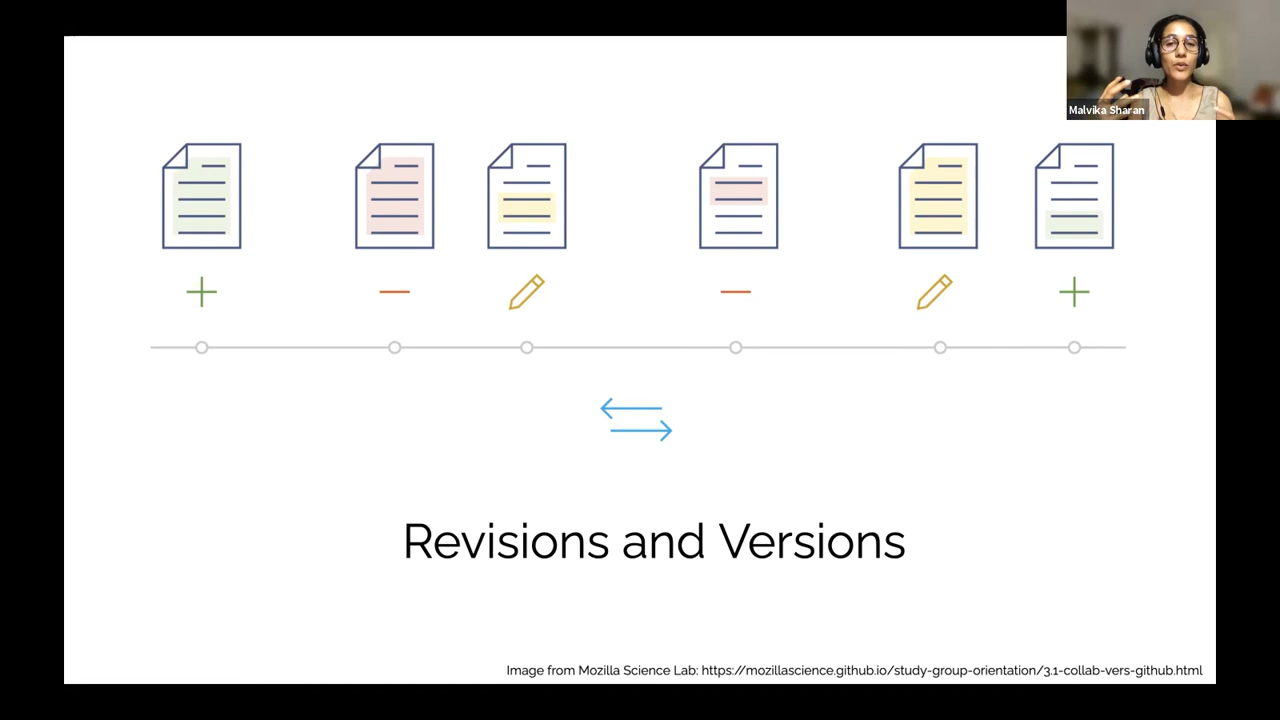 Malvika Sharan
Revisions and Versions
Image from Mozilla Science Lab: https://mozillascience.github.io/study-group-orientation/3.1-collab-vers-github.html